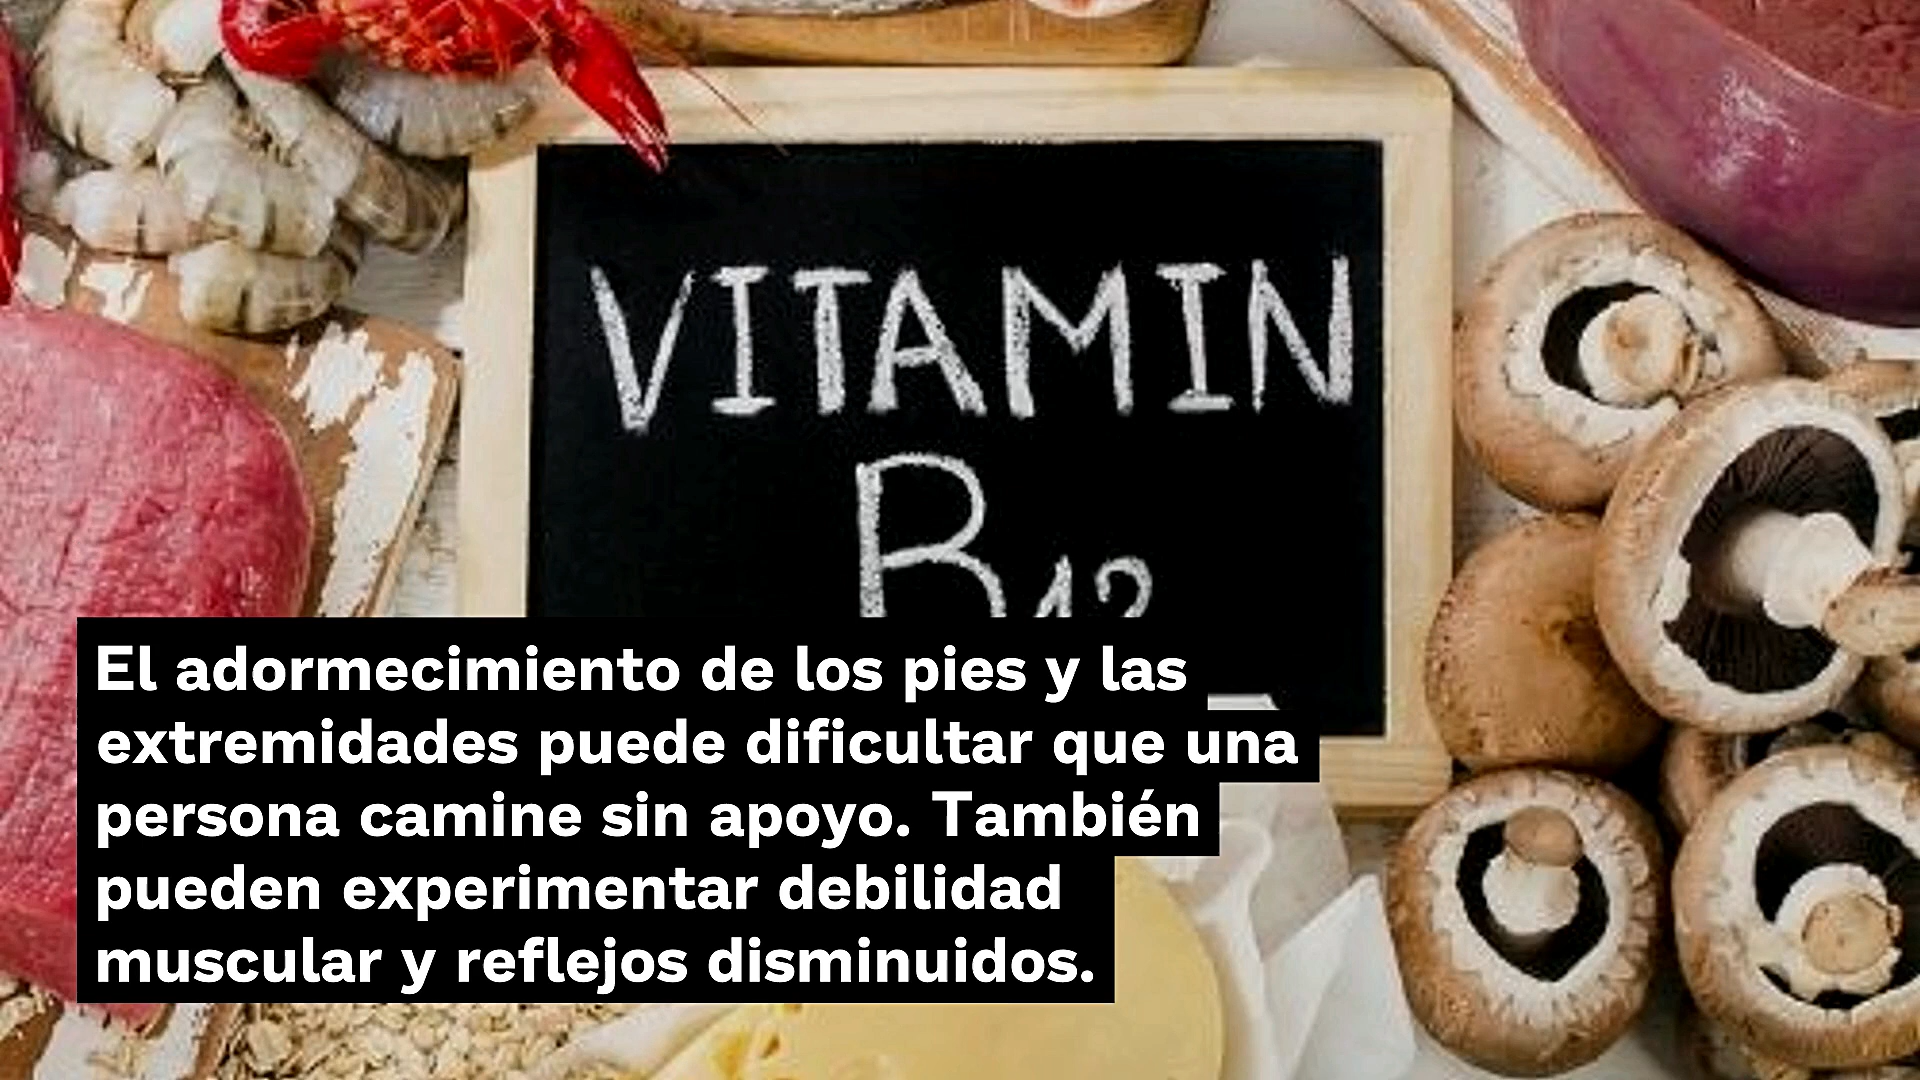 VITAMIN
B12
El adormecimiento de los pies y las
extremidades puede dificultar que una
persona camine sin apoyo. También
pueden experimentar debilidad
muscular y reflejos disminuidos.